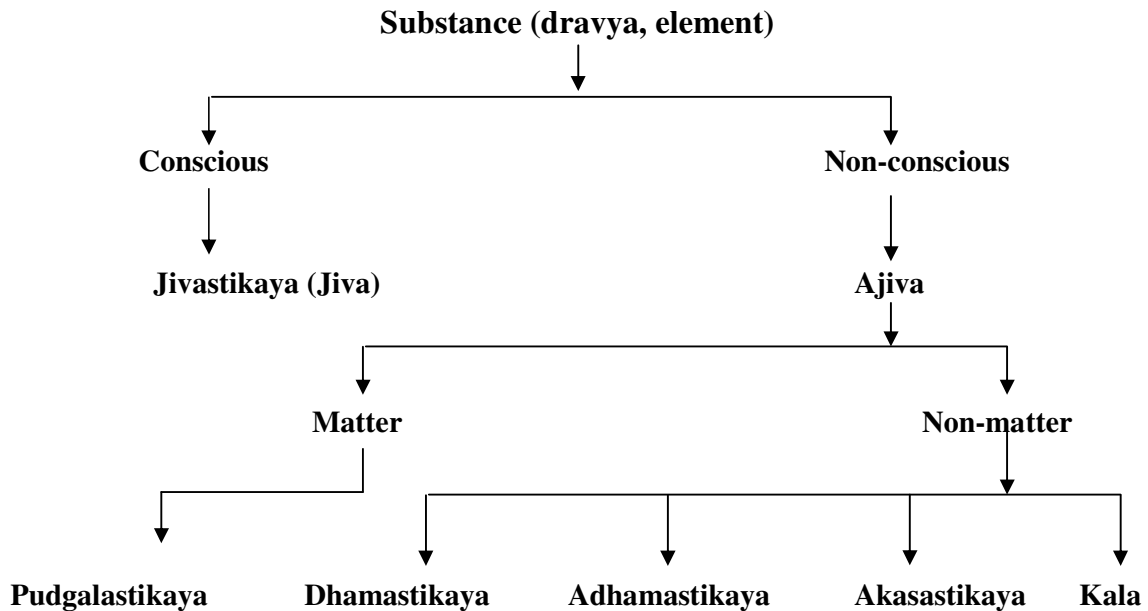 Substance (dravya, element)
Conscious Non-conscious
Jivastikaya (Jiva) Ajiva
Matter Non-matter
Pudgalastikaya Dhamastikaya Adhamastikaya Akasastikaya Kala